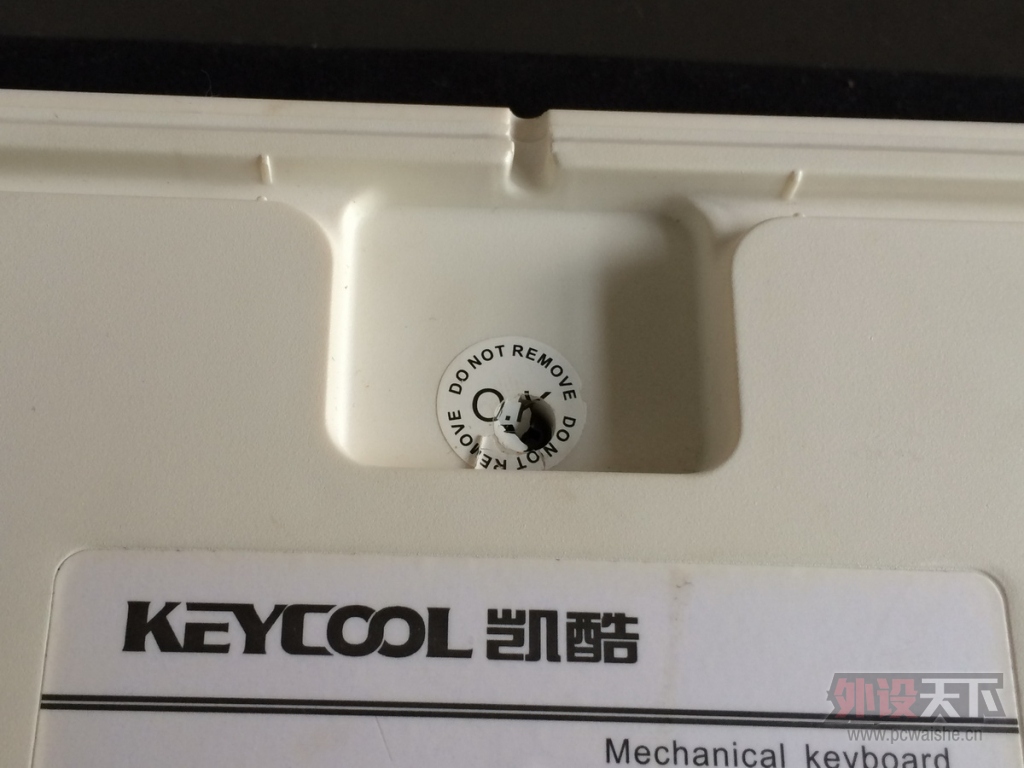 DO NOT REMOVE DO NOT REMOVE
KEYCOOL 凯酷
Mechanical keyboard
外设天下
www.pcwaishe.cn